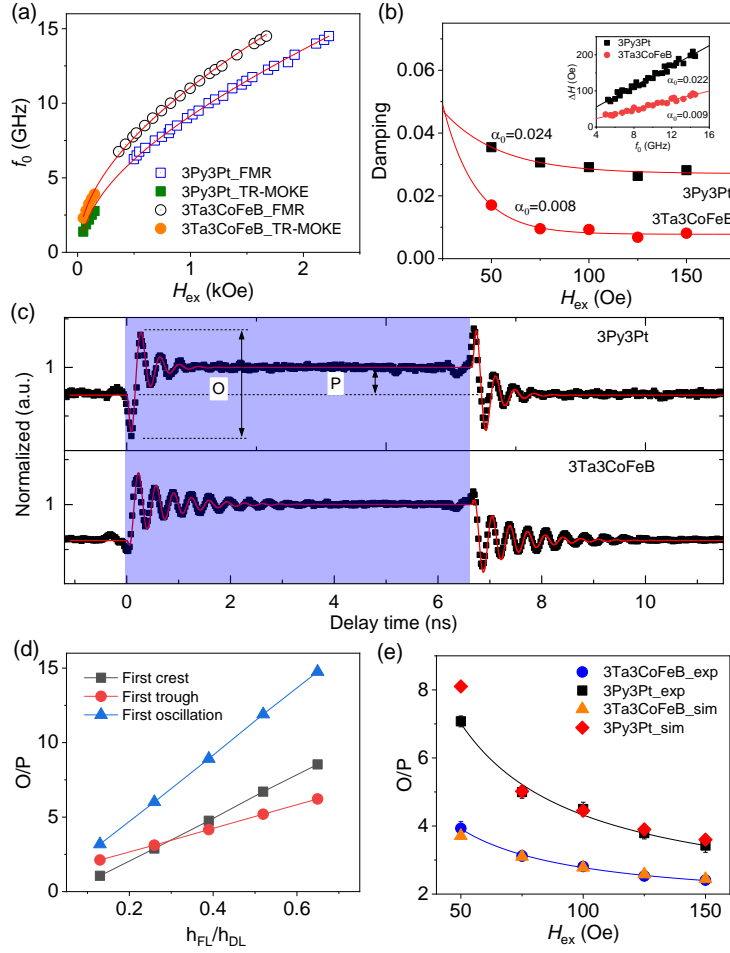 (a)
15
10
5
0
f0 (GHz)
3Py3Pt_FMR
3Py3Pt_TR-MOKE
3Ta3CoFeB_FMR
3Ta3CoFeB_TR-MOKE
0 1 2
Hex (kOe)
(b)
0.08
0.06
0.04
0.02
0.00
Damping
3Py3Pt
3Ta3CoFeB
200
100
0
ΔH (Oe)
α0=0.022
α0=0.009
4 8 12 16
f0 (GHz)
α0=0.024
3Py3Pt
α0=0.008
3Ta3CoFeB
50 100 150
Hex (Oe)
(c)
Normalized (a.u.)
1
3Py3Pt
O
P
1
3Ta3CoFeB
0 2 4 6 8 10
Delay time (ns)
(d)
15
10
5
0
O/P
First crest
First trough
First oscillation
0.2 0.4 0.6
hFL/hDL
(e)
8
6
4
2
O/P
3Ta3CoFeB_exp
3Py3Pt_exp
3Ta3CoFeB_sim
3Py3Pt_sim
50 100 150
Hex (Oe)